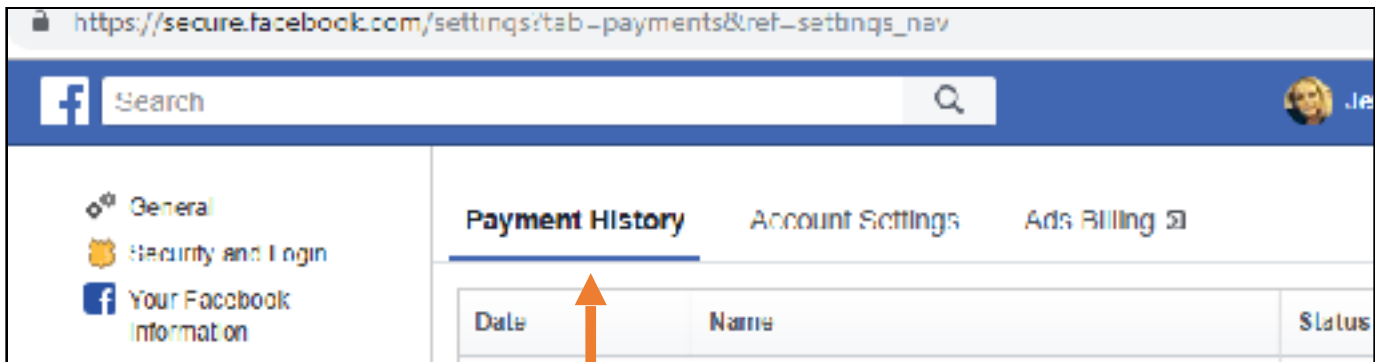 https://secure.facebook.com/settings?tab=payments&ref=settings_nav
f Search Je
General
Security and Login
f Your Facebook
Information
Payment History Account Settings Ads Billing
Date Name Status